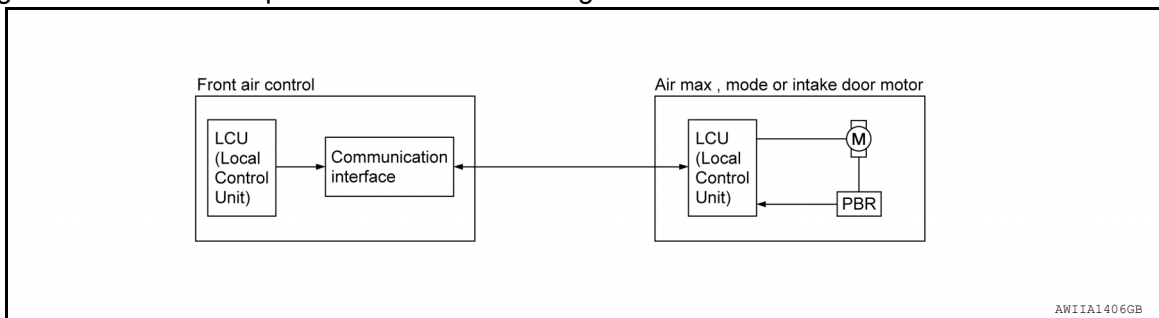 Front air control
Air max , mode or intake door motor
LCU
(Local
Control
Unit)
Communication
interface
LCU
(Local
Control
Unit)
M
PBR
AWIIA1406GB